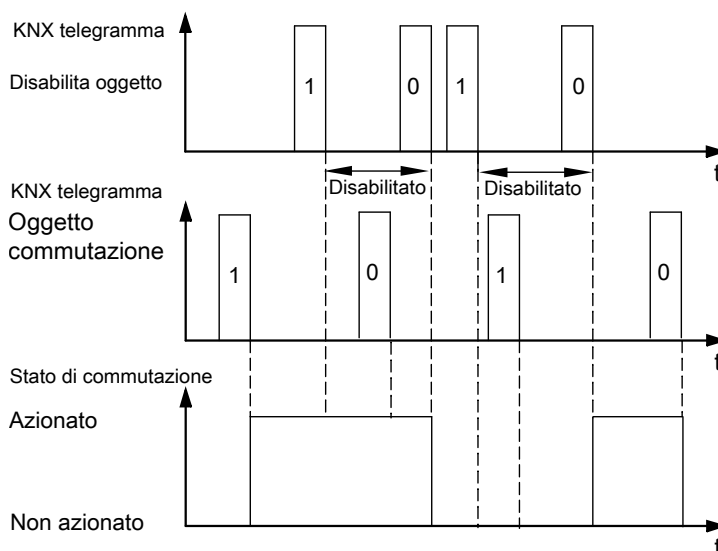 KNX telegramma
Disabilita oggetto
1
0
1
0
t
Disabilitato
Disabilitato
KNX telegramma
Oggetto
commutazione
1
0
1
0
t
Stato di commutazione
Azionato
Non azionato
t